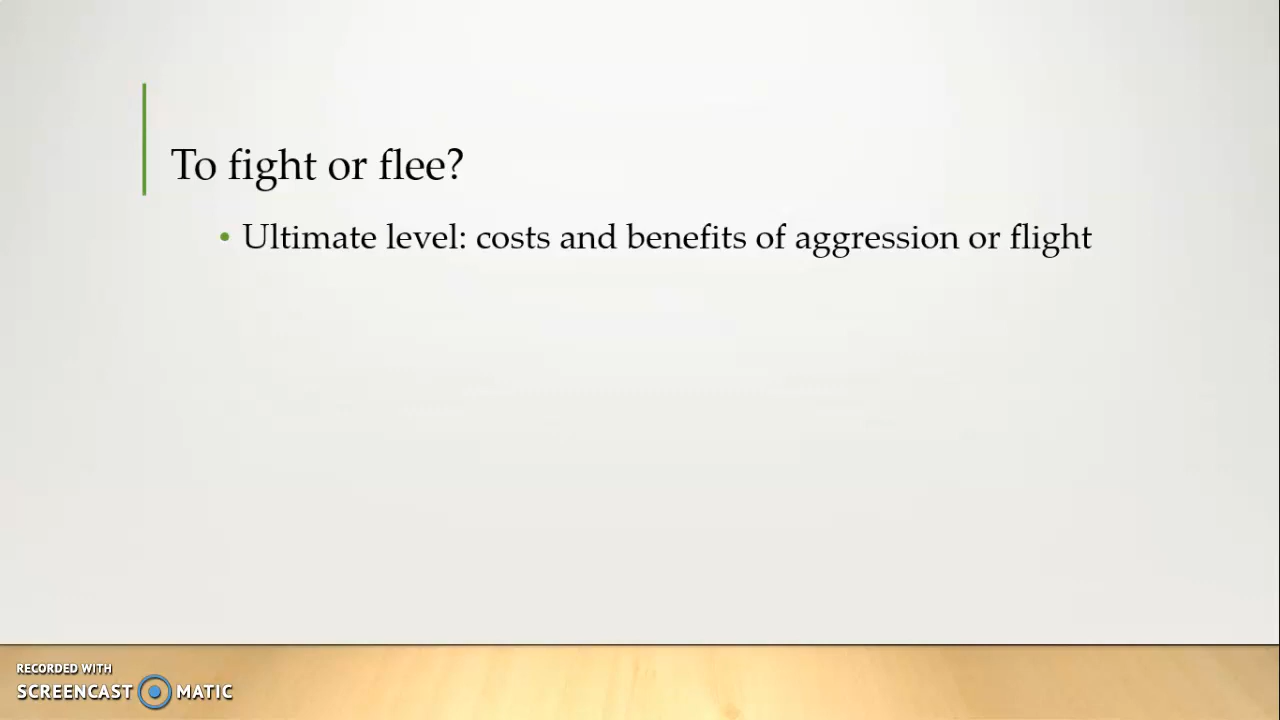 To fight or flee?
• Ultimate level: costs and benefits of aggression or flight
RECORDED WITH
SCREENCAST MATIC